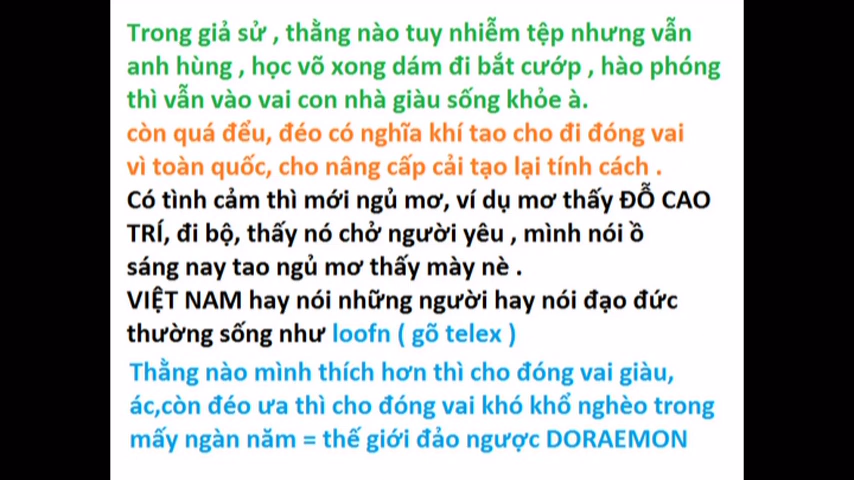 Trong giả sử , thằng nào tuy nhiễm tệp nhưng vẫn
anh hùng , học võ xong dám đi bắt cướp , hào phóng
thì vẫn vào vai con nhà giàu sống khỏe à.
còn quá đểu, đéo có nghĩa khí tao cho đi đóng vai
vì toàn quốc, cho nâng cấp cải tạo lại tính cách .
Có tình cảm thì mới ngủ mơ, ví dụ mơ thấy ĐỖ CAO
TRÍ, đi bộ, thấy nó chở người yêu , mình nói ồ
sáng nay tao ngủ mơ thấy mày nè .
VIỆT NAM hay nói những người hay nói đạo đức
thường sống như loofn ( gõ telex )
Thằng nào mình thích hơn thì cho đóng vai giàu,
ác,còn đéo ưa thì cho đóng vai khó khổ nghèo trong
mấy ngàn năm = thế giới đảo ngược DORAEMON